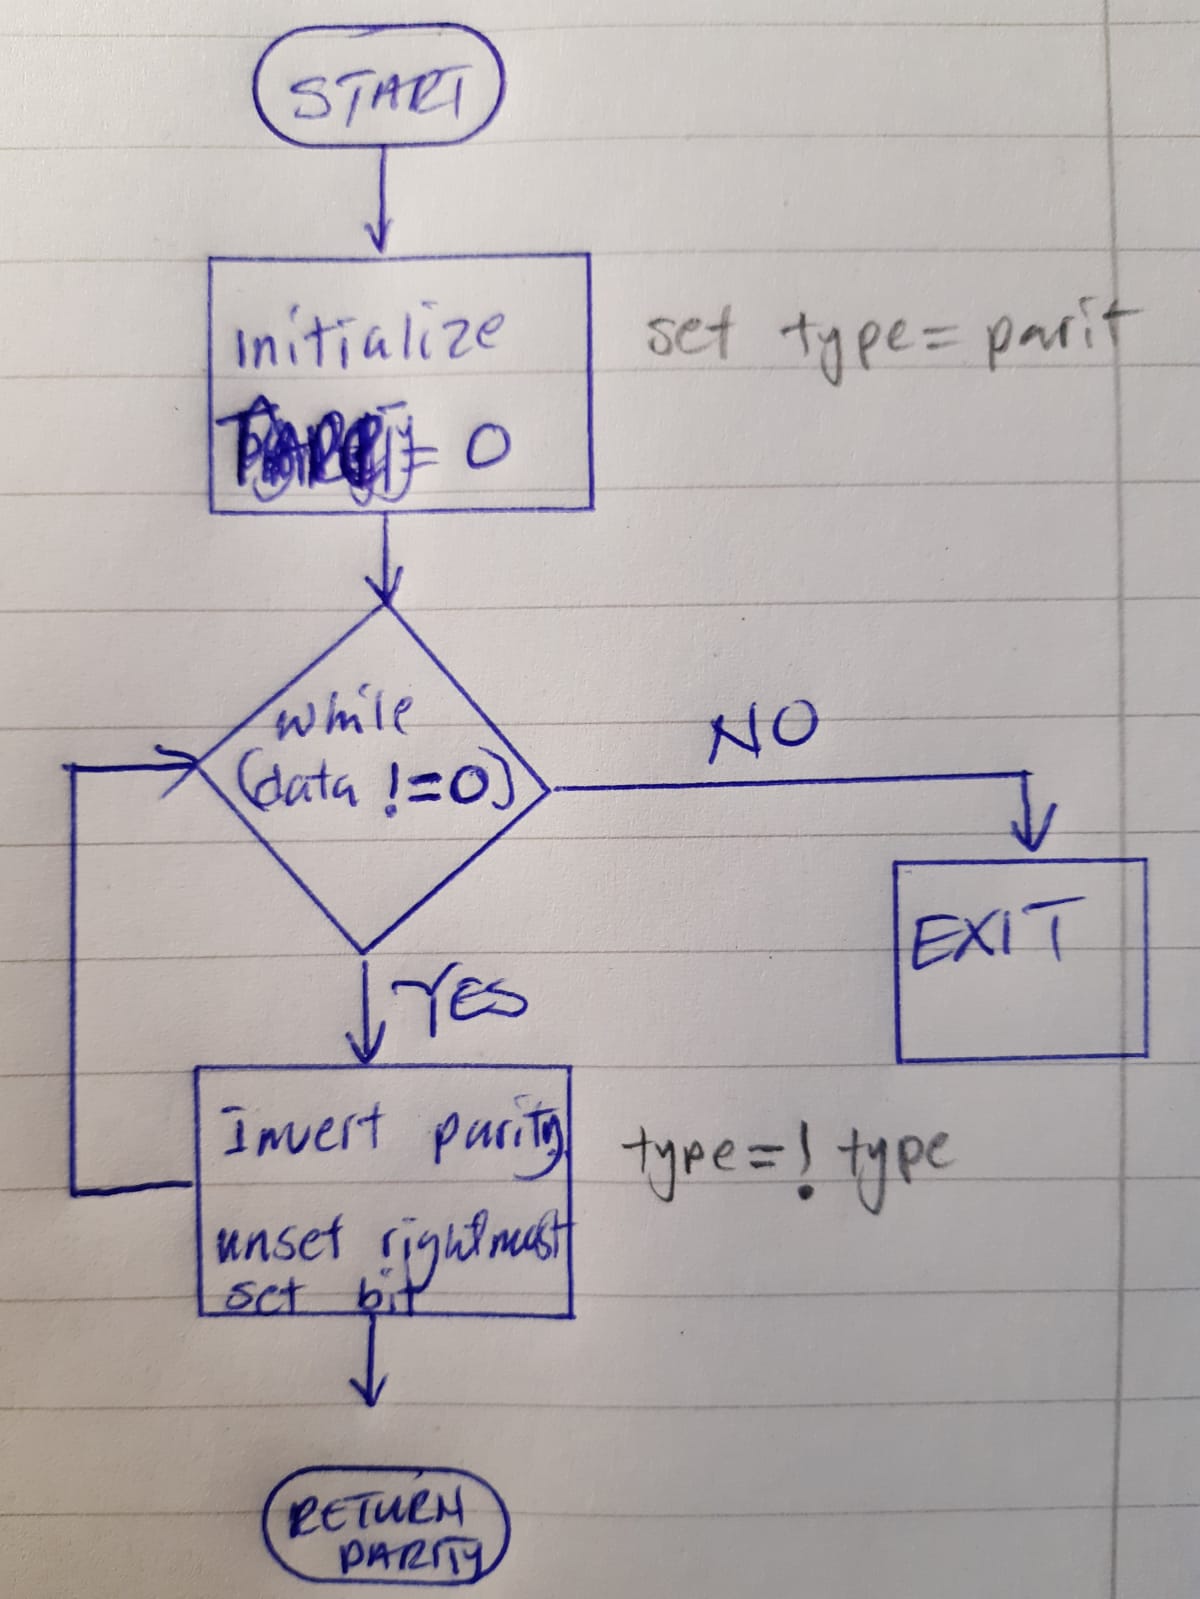 START
initialize
= 0
set type = parit
while
(data != 0)
NO
EXIT
YES
Invert parity
unset rightmost
set bit
type = ! type
RETURN
PARITY